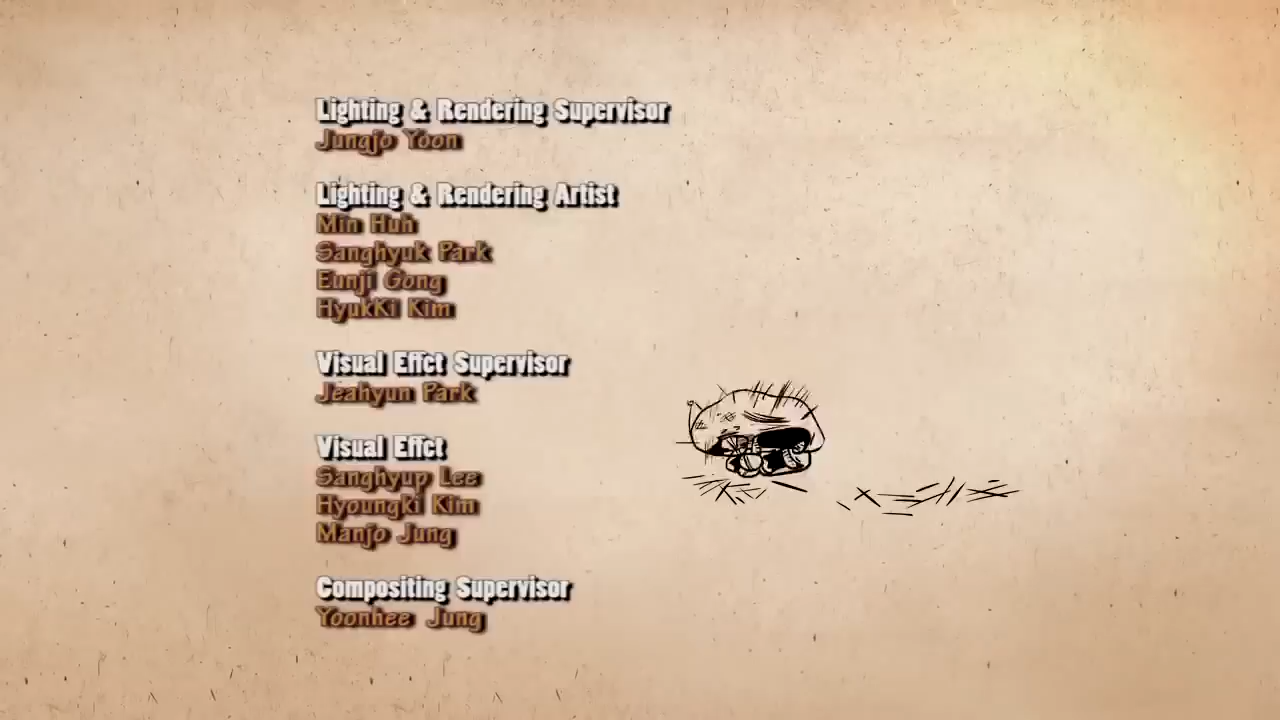 Lighting & Rendering Supervisor
Jungjo Yoon
Lighting & Rendering Artist
Min Huh
Sanghyuk Park
Eunji Gong
HyukKi Kim
Visual Effct Supervisor
Jeahyun Park
Visual Effct
Sanghyup Lee
Hyoungki Kim
Manjo Jung
Compositing Supervisor
Yoonhee Jung